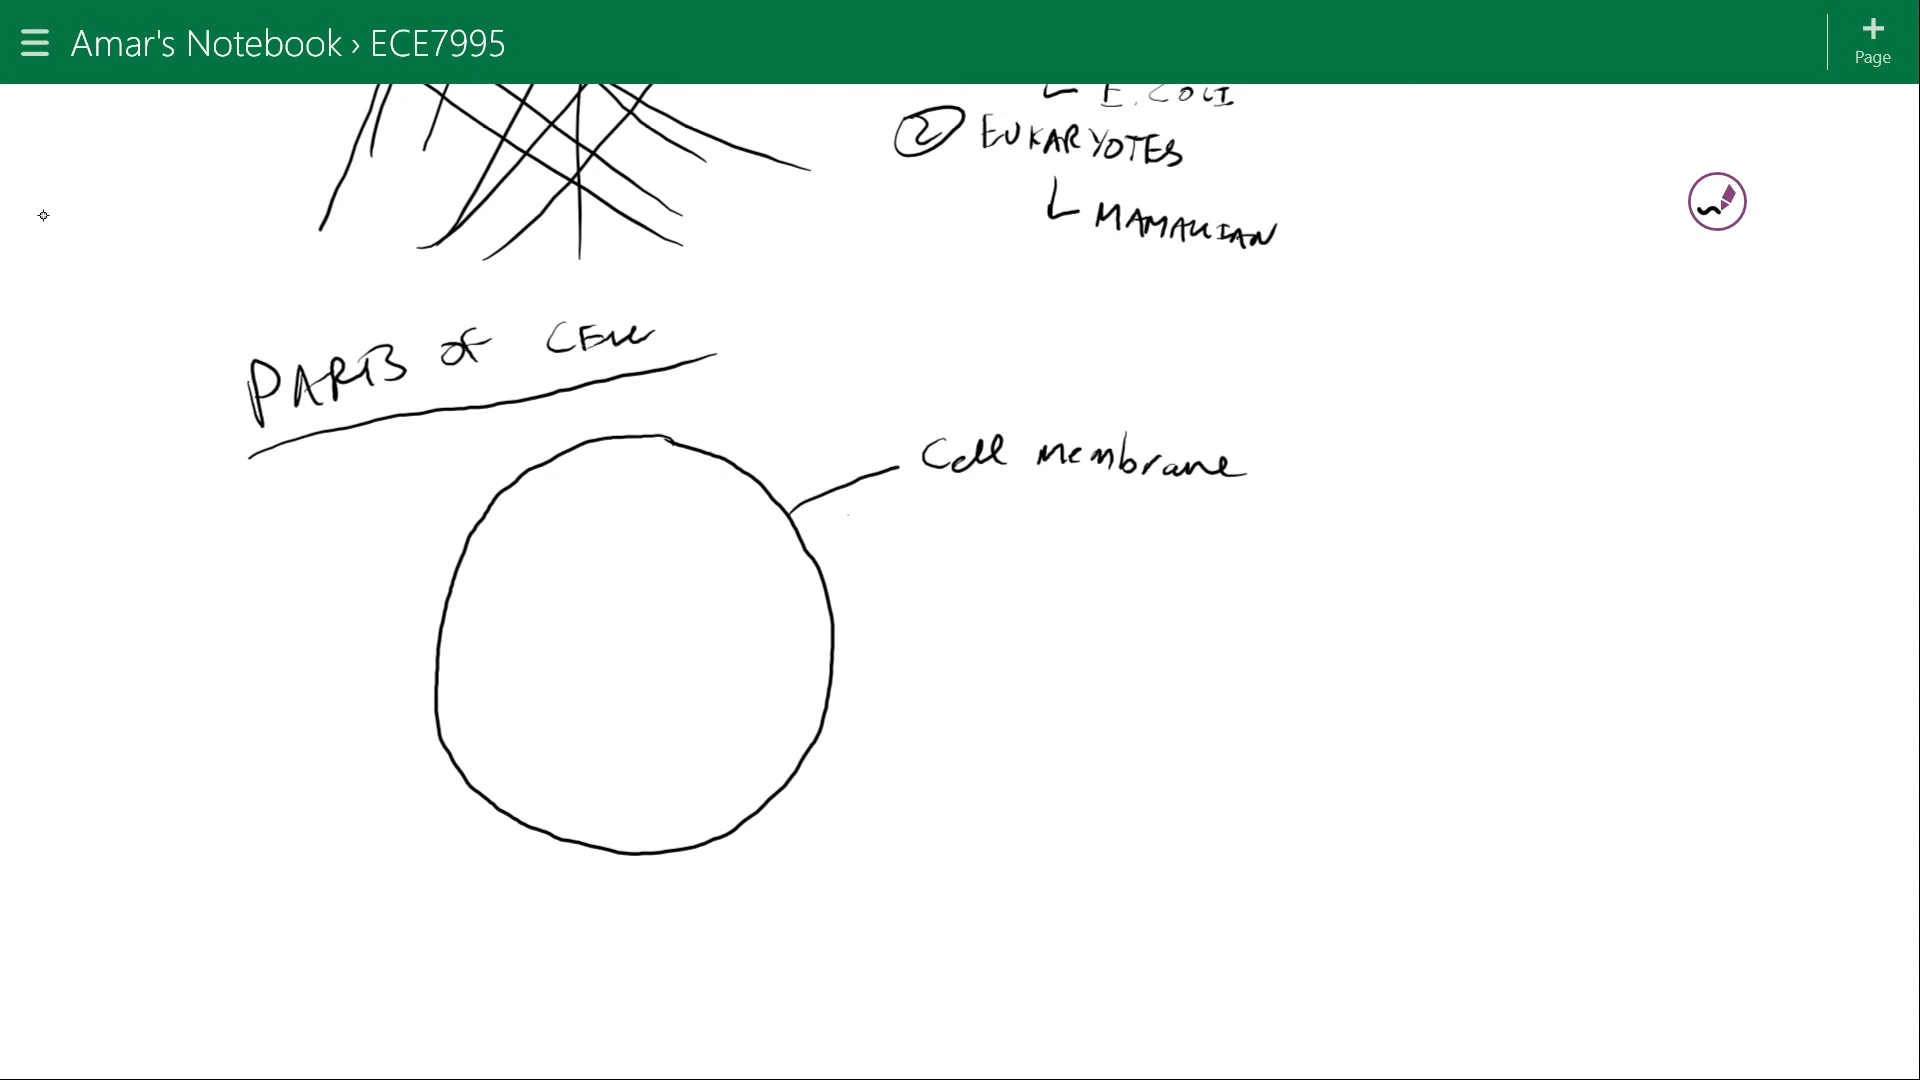 Amar's Notebook › ECE7995
Page
E. COLI
② EUKARYOTES
MAMALIAN
PARTS OF CELL
Cell membrane